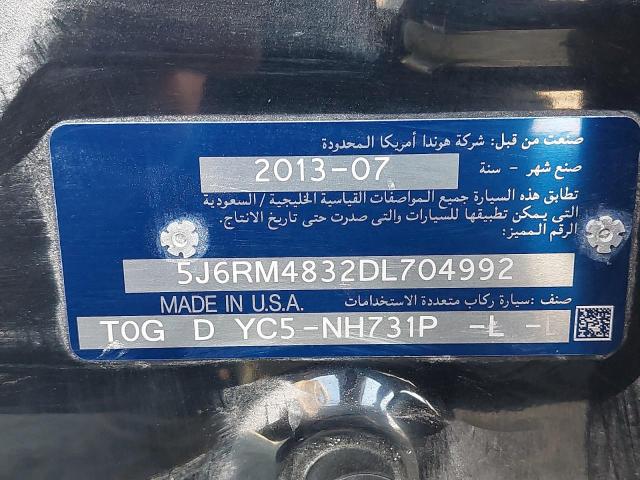 صنعت من قبل: شركة هوندا أمريكا المحدودة
2013-07 صنع شهر - سنة
تطابق هذه السيارة جميع المواصفات القياسية الخليجية / السعودية
التي يمكن تطبيقها للسيارات والتي صدرت حتى تاريخ الانتاج.
الرقم المميز:
5J6RM4832DL704992
MADE IN U.S.A. صنف: سيارة ركاب متعددة الاستخدامات
T0G D YC5-NH731P -L -